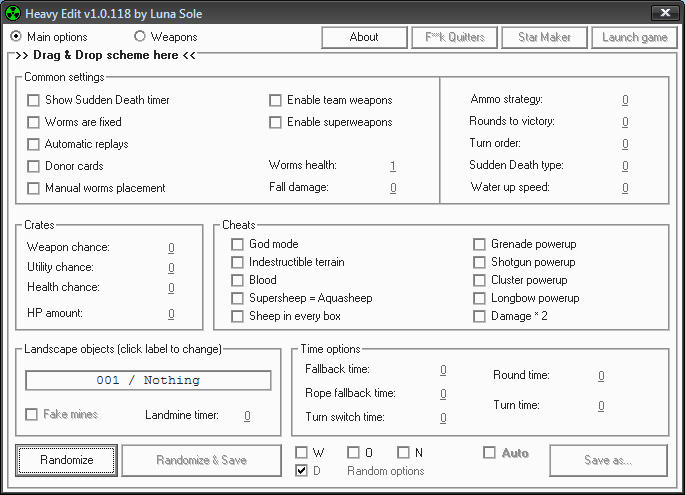 Heavy Edit v1.0.118 by Luna Sole
Main options Weapons About F**k Quitters Star Maker Launch game
>> Drag & Drop scheme here <<
Common settings
Show Sudden Death timer
Worms are fixed
Automatic replays
Donor cards
Manual worms placement
Enable team weapons
Enable superweapons
Worms health: 1
Fall damage: 0
Ammo strategy: 0
Rounds to victory: 0
Turn order: 0
Sudden Death type: 0
Water up speed: 0
Crates
Weapon chance: 0
Utility chance: 0
Health chance: 0
HP amount: 0
Cheats
God mode
Indestructible terrain
Blood
Supersheep = Aquasheep
Sheep in every box
Grenade powerup
Shotgun powerup
Cluster powerup
Longbow powerup
Damage * 2
Landscape objects (click label to change)
001 / Nothing
Fake mines Landmine timer: 0
Time options
Fallback time: 0
Rope fallback time: 0
Turn switch time: 0
Round time: 0
Turn time: 0
Randomize Randomize & Save
W O N Auto Save as...
D Random options